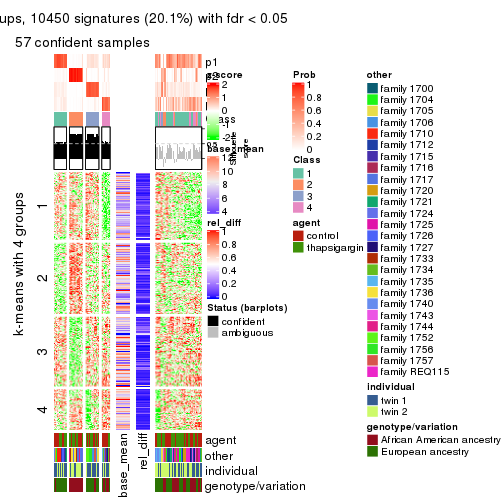 ups, 10450 signatures (20.1%) with fdr < 0.05
57 confident samples
p1
z-score
2
1
0
-2
base_mean
12
10
8
6
4
rel_diff
1
0.8
0.6
0.4
0.2
0
Status (barplots)
confident
ambiguous
Prob
1
0.8
0.6
0.4
0.2
0
Class
1
2
3
4
agent
control
thapsigargin
other
family 1700
family 1704
family 1705
family 1706
family 1710
family 1712
family 1715
family 1716
family 1717
family 1720
family 1721
family 1724
family 1725
family 1726
family 1727
family 1733
family 1734
family 1735
family 1736
family 1740
family 1743
family 1744
family 1752
family 1756
family 1757
family REQ115
individual
twin 1
twin 2
genotype/variation
African American ancestry
European ancestry
k-means with 4 groups
1
2
3
4
base_mean
rel_diff
agent
other
individual
genotype/variation